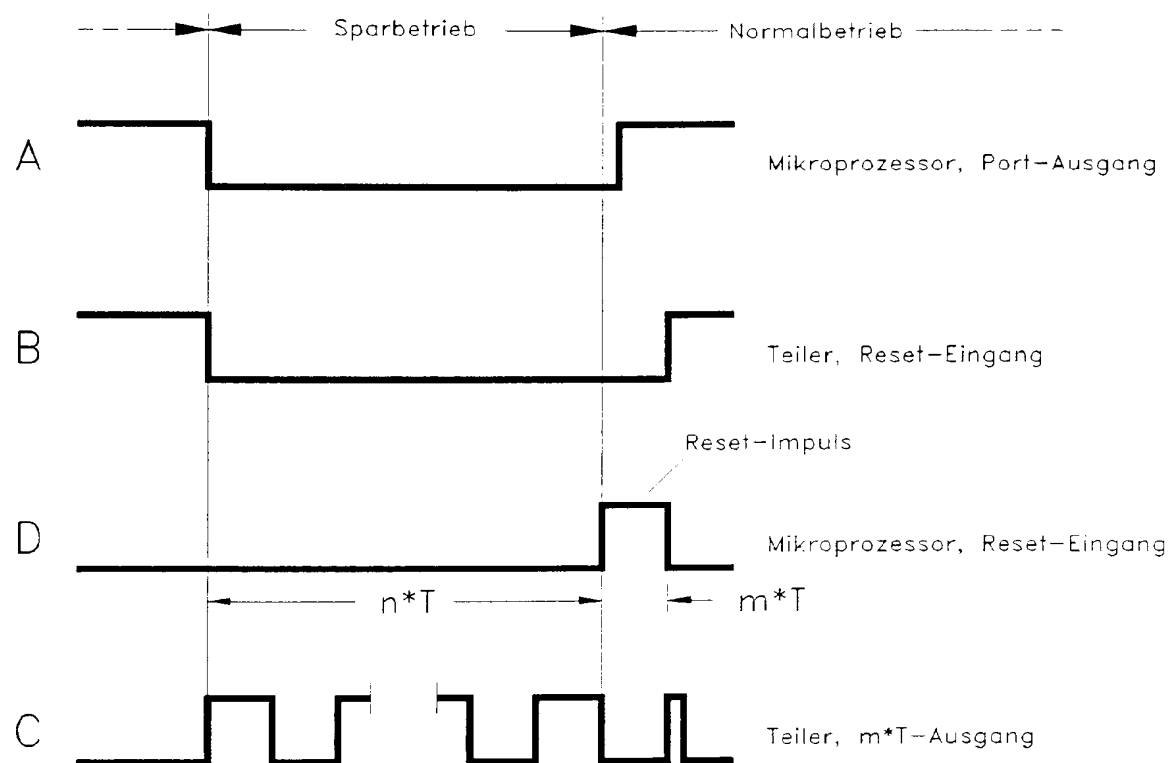 Sparbetrieb
Normalbetrieb
A
Mikroprozessor, Port-Ausgang
B
Teiler, Reset-Eingang
Reset-Impuls
D
Mikroprozessor, Reset-Eingang
n*T
m*T
C
Teiler, m*T-Ausgang